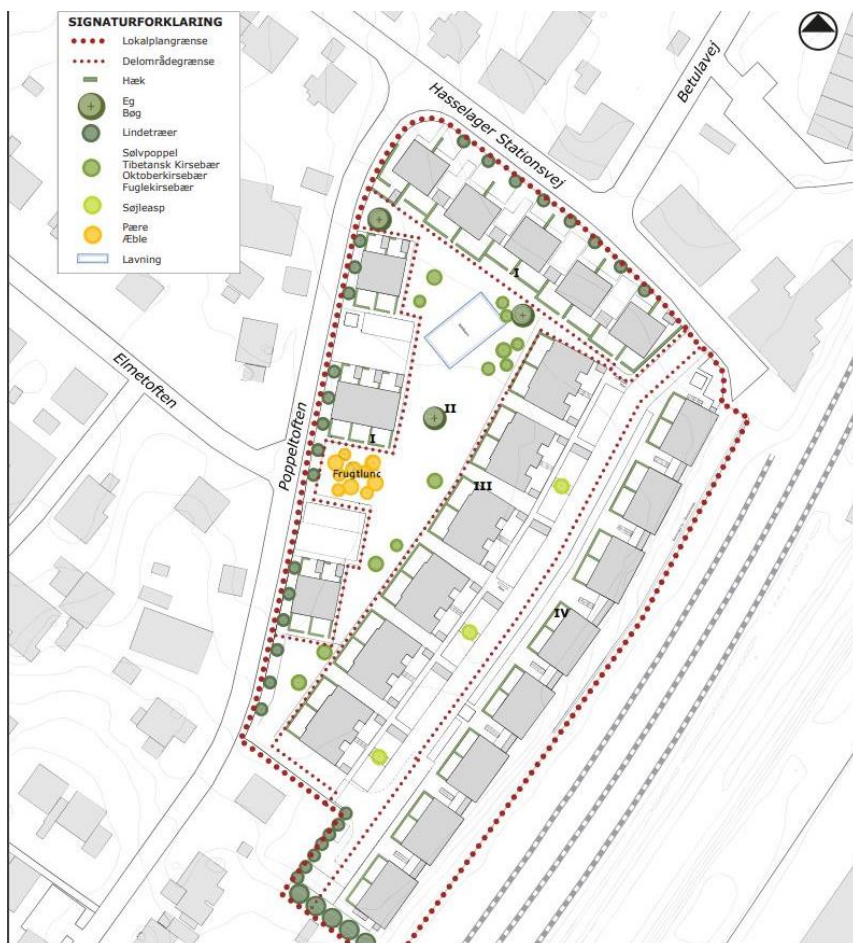 SIGNATURFORKLARING
Lokalplangrænse
Delområdegrænse
Hæk
Eg
Bøg
Lindetræer
Sølvpoppel
Tibetansk Kirsebær
Oktoberkirsebær
Fuglekirsebær
Søjleasp
Pære
Æble
Lavning
Hasselager Stationsvej
Betulavej
Elmetoften
Poppeltoften
I
II
I
Frugtlunc
III
IV